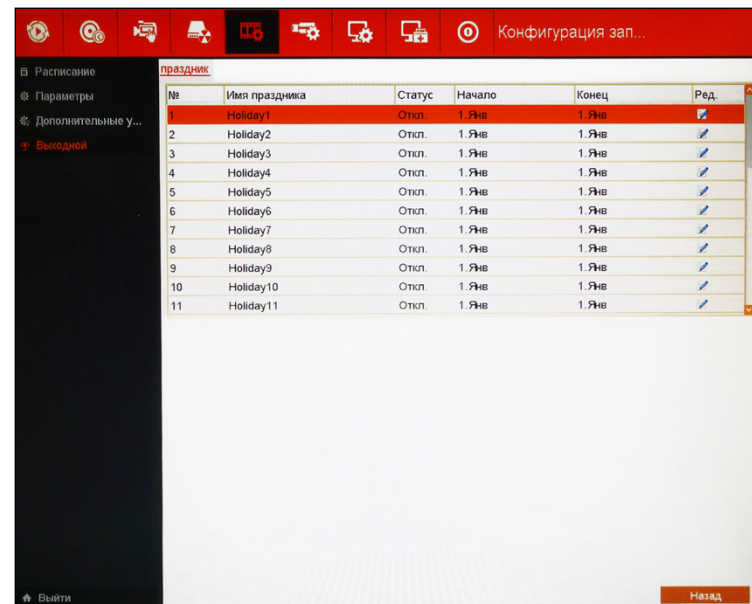 Конфигурация зап...
Расписание
Параметры
Дополнительные у...
Выходной
праздник
№ Имя праздника Статус Начало Конец Ред.
1 Holiday1 Откл. 1.Янв 1.Янв
2 Holiday2 Откл. 1.Янв 1.Янв
3 Holiday3 Откл. 1.Янв 1.Янв
4 Holiday4 Откл. 1.Янв 1.Янв
5 Holiday5 Откл. 1.Янв 1.Янв
6 Holiday6 Откл. 1.Янв 1.Янв
7 Holiday7 Откл. 1.Янв 1.Янв
8 Holiday8 Откл. 1.Янв 1.Янв
9 Holiday9 Откл. 1.Янв 1.Янв
10 Holiday10 Откл. 1.Янв 1.Янв
11 Holiday11 Откл. 1.Янв 1.Янв
Выйти
Назад